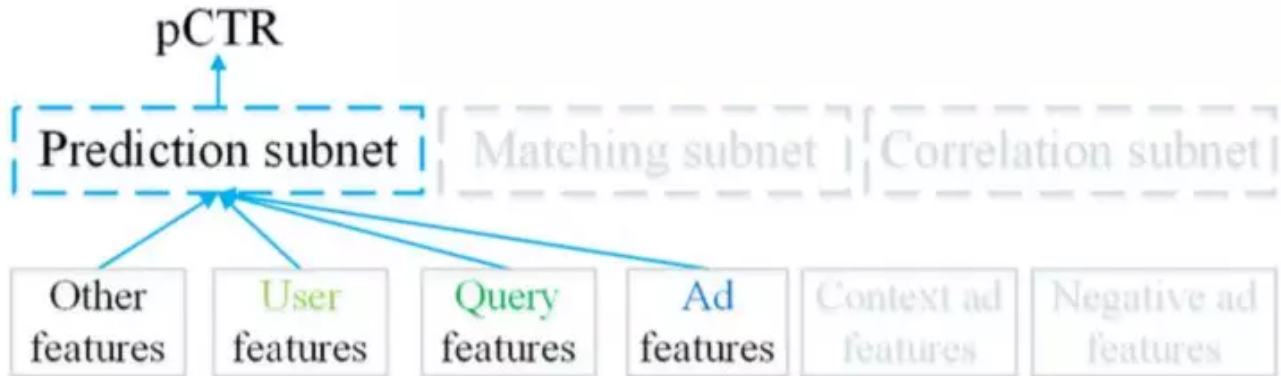 pCTR
Prediction subnet Matching subnet Correlation subnet
Other User Query Ad Context ad Negative ad
features features features features features features